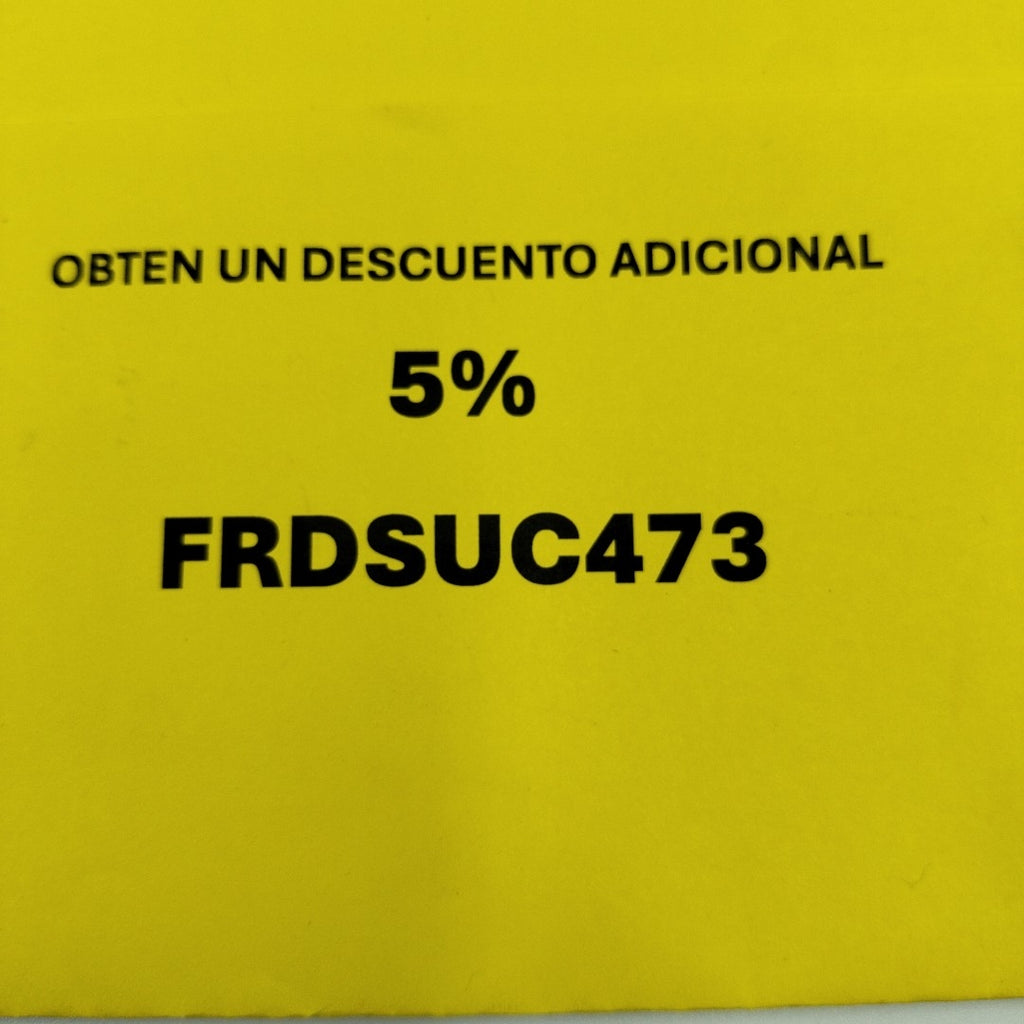 OBTEN UN DESCUENTO ADICIONAL
5%
FRDSUC473